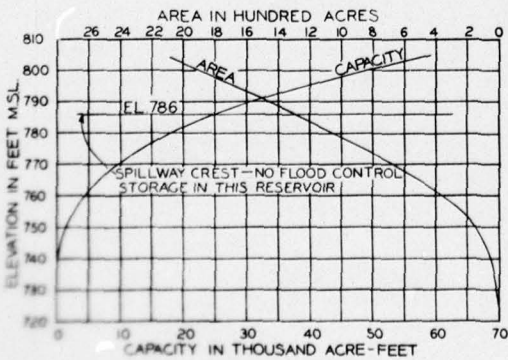 AREA IN HUNDRED ACRES
26 24 22 20 18 16 14 12 10 8 6 4 2 0
810
800
790
780
770
760
750
740
730
720
ELEVATION IN FEET M.S.L.
AREA
CAPACITY
EL. 786
SPILLWAY CREST—NO FLOOD CONTROL
STORAGE IN THIS RESERVOIR
0 10 20 30 40 50 60 70
CAPACITY IN THOUSAND ACRE-FEET